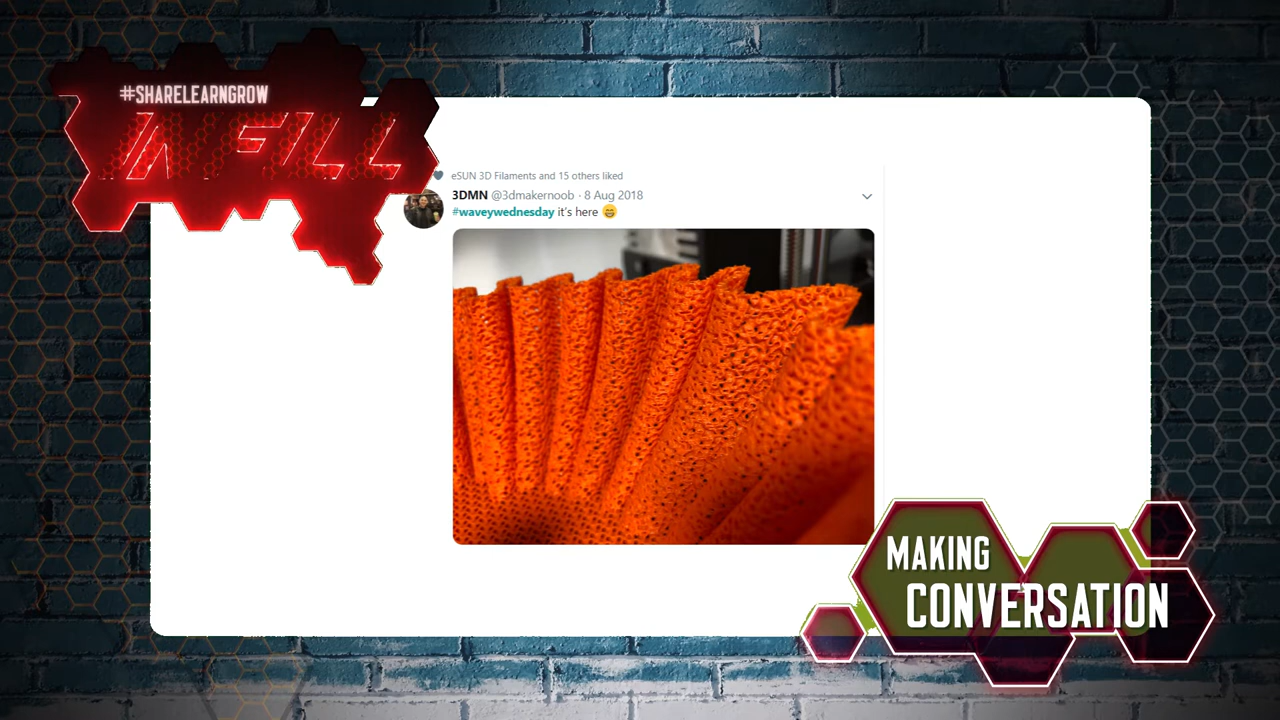 #SHARELEARNGROW
INFILL
eSUN 3D Filaments and 15 others liked
3DMN @3dmakernoob · 8 Aug 2018
#waveywednesday it's here 😄
MAKING
CONVERSATION